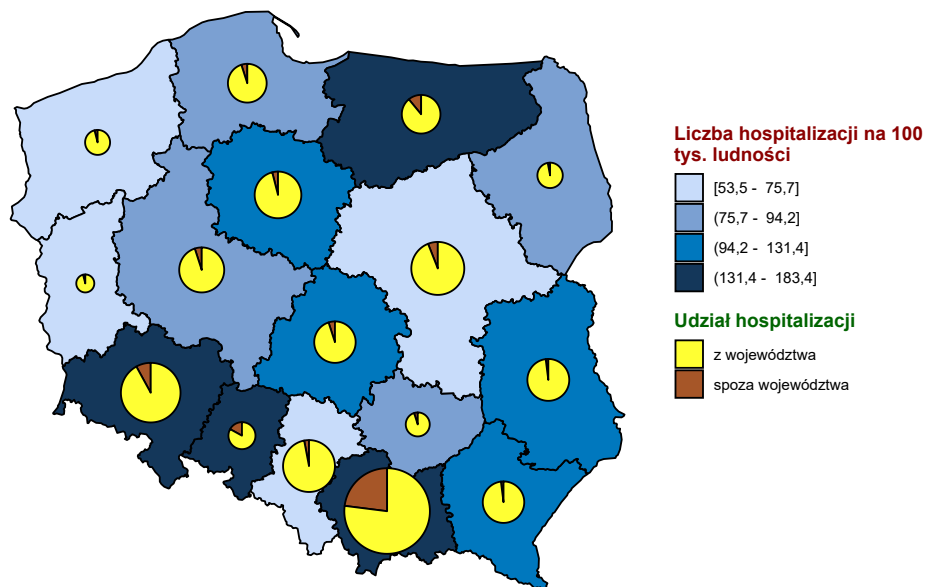 Liczba hospitalizacji na 100
tys. ludności
[53,5 - 75,7]
(75,7 - 94,2]
(94,2 - 131,4]
(131,4 - 183,4]
Udział hospitalizacji
z województwa
spoza województwa